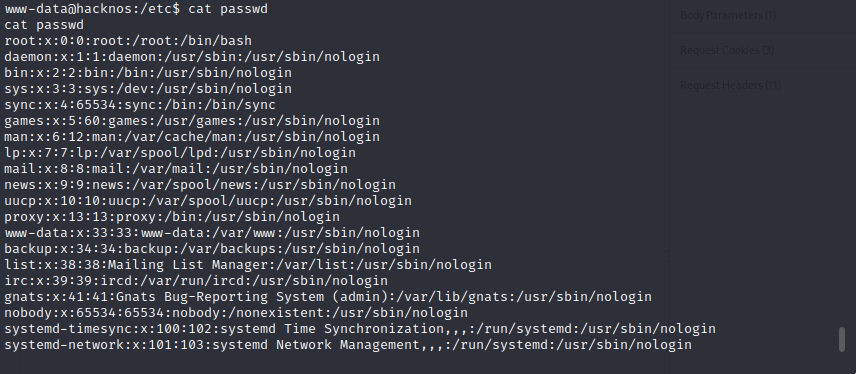 www-data@hacknos:/etc$ cat passwd
cat passwd
root:x:0:0:root:/root:/bin/bash
daemon:x:1:1:daemon:/usr/sbin:/usr/sbin/nologin
bin:x:2:2:bin:/bin:/usr/sbin/nologin
sys:x:3:3:sys:/dev:/usr/sbin/nologin
sync:x:4:65534:sync:/bin:/bin/sync
games:x:5:60:games:/usr/games:/usr/sbin/nologin
man:x:6:12:man:/var/cache/man:/usr/sbin/nologin
lp:x:7:7:lp:/var/spool/lpd:/usr/sbin/nologin
mail:x:8:8:mail:/var/mail:/usr/sbin/nologin
news:x:9:9:news:/var/spool/news:/usr/sbin/nologin
uucp:x:10:10:uucp:/var/spool/uucp:/usr/sbin/nologin
proxy:x:13:13:proxy:/bin:/usr/sbin/nologin
www-data:x:33:33:www-data:/var/www:/usr/sbin/nologin
backup:x:34:34:backup:/var/backups:/usr/sbin/nologin
list:x:38:38:Mailing List Manager:/var/list:/usr/sbin/nologin
irc:x:39:39:ircd:/var/run/ircd:/usr/sbin/nologin
gnats:x:41:41:Gnats Bug-Reporting System (admin):/var/lib/gnats:/usr/sbin/nologin
nobody:x:65534:65534:nobody:/nonexistent:/usr/sbin/nologin
systemd-timesync:x:100:102:systemd Time Synchronization,,,:/run/systemd:/usr/sbin/nologin
systemd-network:x:101:103:systemd Network Management,,,:/run/systemd:/usr/sbin/nologin
Body Parameters (1)
Request Cookies (3)
Request Headers (11)